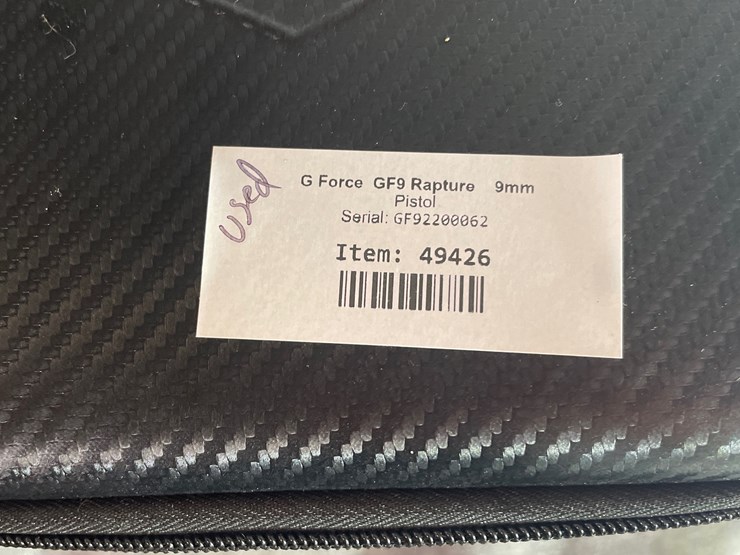 used
G Force GF9 Rapture 9mm
Pistol
Serial: GF92200062
Item: 49426